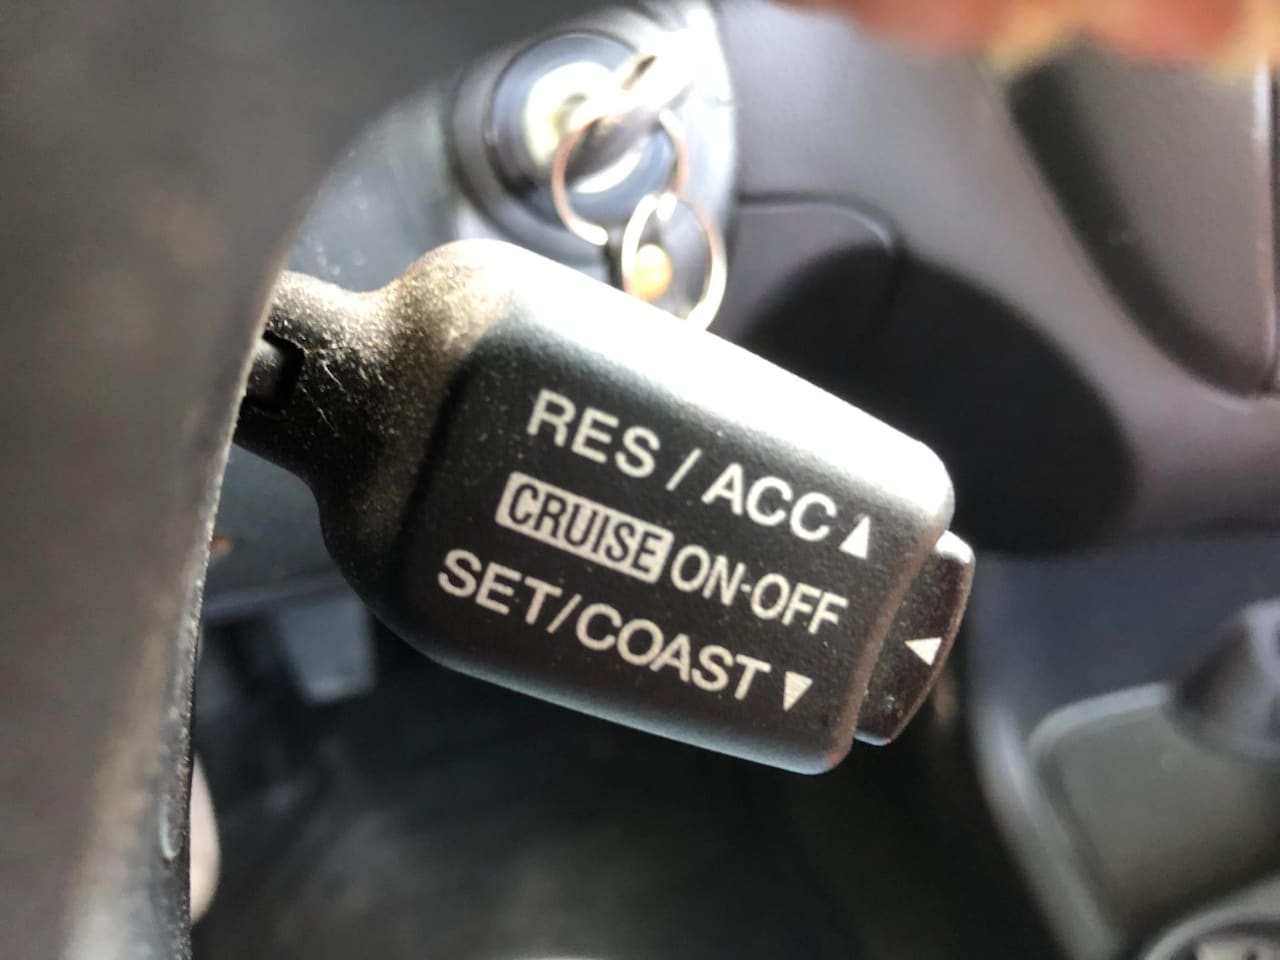 RES / ACC ▲
CRUISE ON-OFF
SET/COAST ▼